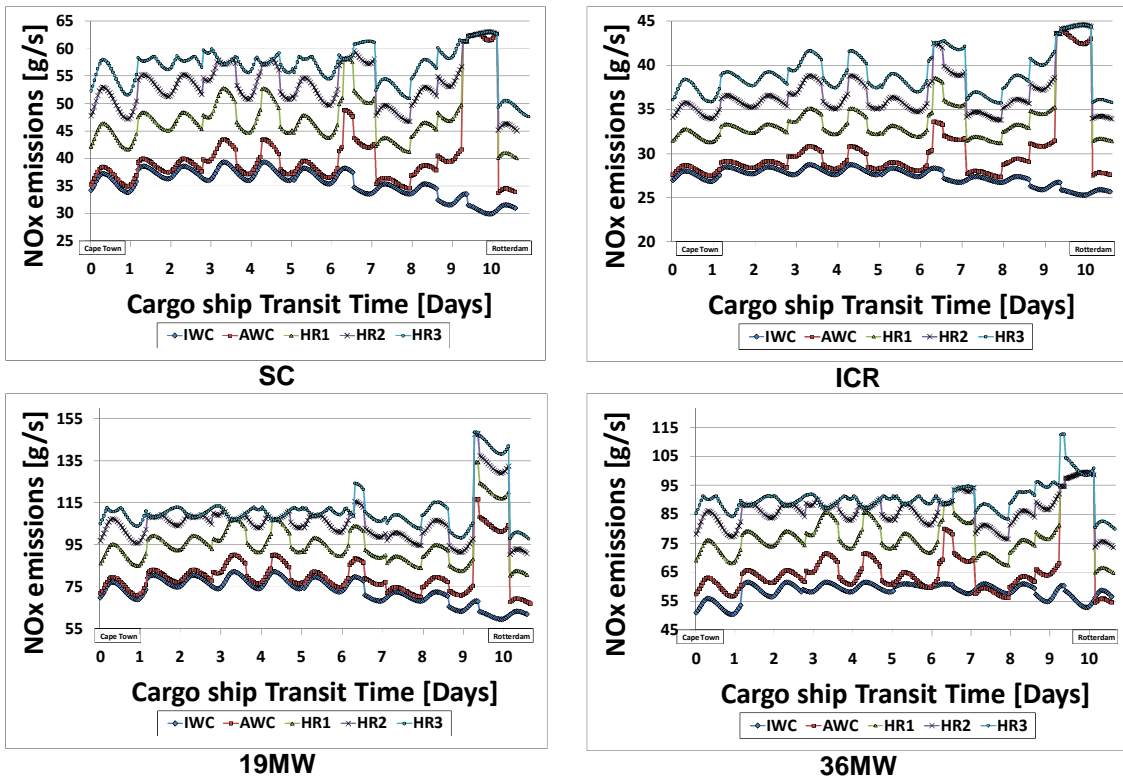 NOx emissions [g/s]
65
60
55
50
45
40
35
30
25
Cape Town
Rotterdam
0 1 2 3 4 5 6 7 8 9 10
Cargo ship Transit Time [Days]
IWC AWC HR1 HR2 HR3
SC
NOx emissions [g/s]
45
40
35
30
25
20
Cape Town
Rotterdam
0 1 2 3 4 5 6 7 8 9 10
Cargo ship Transit Time [Days]
IWC AWC HR1 HR2 HR3
ICR
NOx emissions [g/s]
155
135
115
95
75
55
Cape Town
Rotterdam
0 1 2 3 4 5 6 7 8 9 10
Cargo ship Transit Time [Days]
IWC AWC HR1 HR2 HR3
19MW
NOx emissions [g/s]
115
105
95
85
75
65
55
45
Cape Town
Rotterdam
0 1 2 3 4 5 6 7 8 9 10
Cargo ship Transit Time [Days]
IWC AWC HR1 HR2 HR3
36MW